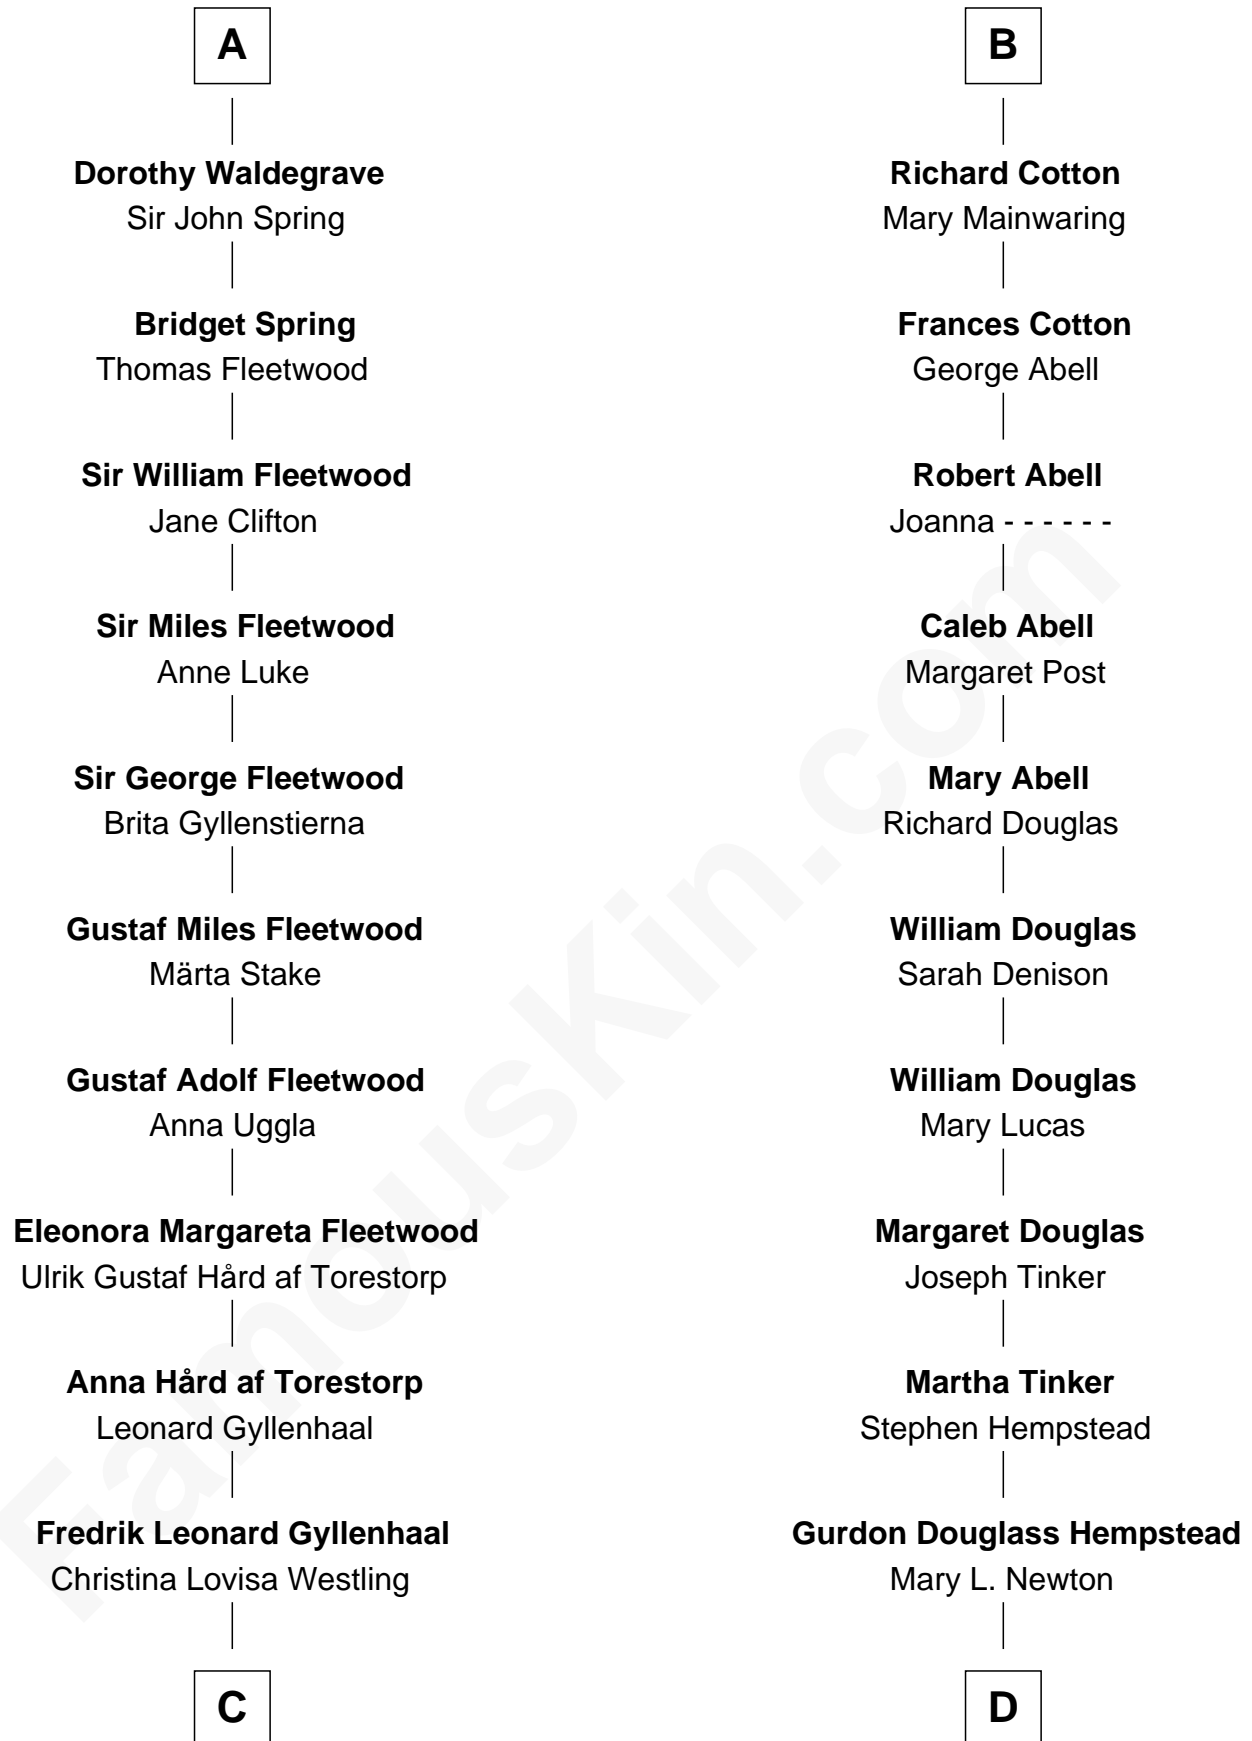 A
Dorothy Waldegrave
Sir John Spring
Bridget Spring
Thomas Fleetwood
Sir William Fleetwood
Jane Clifton
Sir Miles Fleetwood
Anne Luke
Sir George Fleetwood
Brita Gyllenstierna
Gustaf Miles Fleetwood
Märta Stake
Gustaf Adolf Fleetwood
Anna Uggla
Eleonora Margareta Fleetwood
Ulrik Gustaf Hård af Torestorp
Anna Hård af Torestorp
Leonard Gyllenhaal
Fredrik Leonard Gyllenhaal
Christina Lovisa Westling
C
B
Richard Cotton
Mary Mainwaring
Frances Cotton
George Abell
Robert Abell
Joanna - - - - - -
Caleb Abell
Margaret Post
Mary Abell
Richard Douglas
William Douglas
Sarah Denison
William Douglas
Mary Lucas
Margaret Douglas
Joseph Tinker
Martha Tinker
Stephen Hempstead
Gurdon Douglass Hempstead
Mary L. Newton
D
FamousKin.com